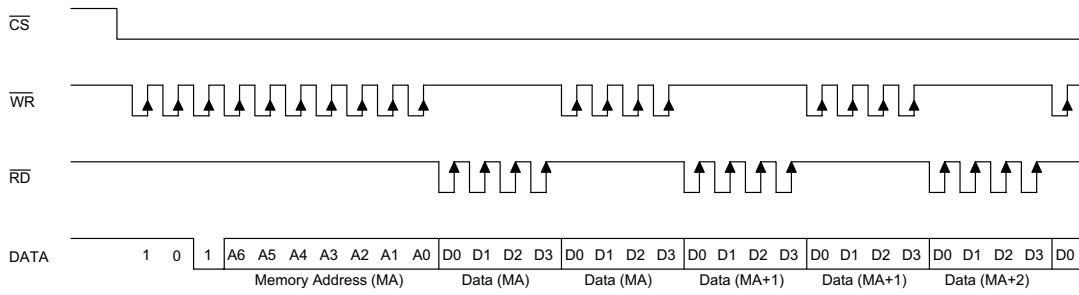 CS
WR
RD
DATA 1 0 1 A6 A5 A4 A3 A2 A1 A0 D0 D1 D2 D3 D0 D1 D2 D3 D0 D1 D2 D3 D0 D1 D2 D3 D0 D1 D2 D3 D0
Memory Address (MA) Data (MA) Data (MA) Data (MA+1) Data (MA+1) Data (MA+2)